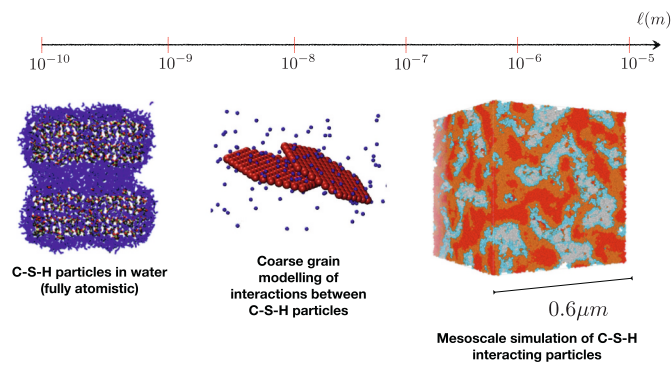 ℓ(m)
10⁻¹⁰ 10⁻⁹ 10⁻⁸ 10⁻⁷ 10⁻⁶ 10⁻⁵
C-S-H particles in water
(fully atomistic)
Coarse grain
modelling of
interactions between
C-S-H particles
0.6μm
Mesoscale simulation of C-S-H
interacting particles